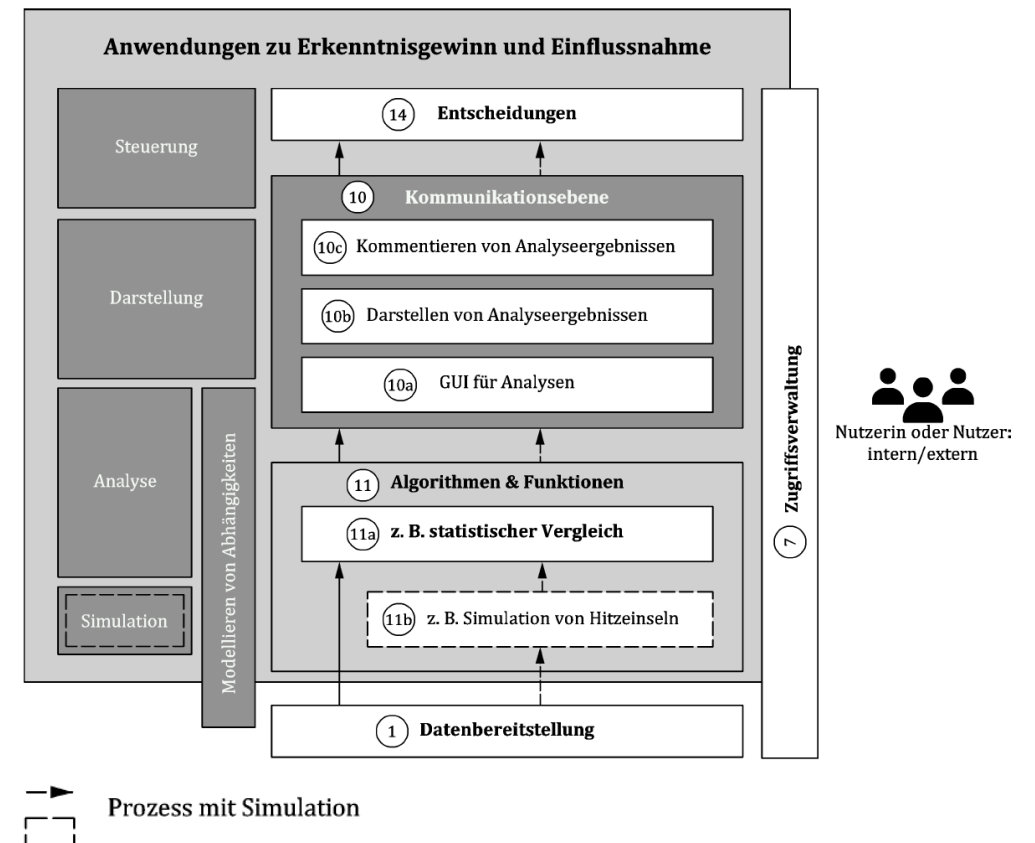 Anwendungen zu Erkenntnisgewinn und Einflussnahme
Steuerung
Darstellung
Analyse
Simulation
Modellieren von Abhängigkeiten
14 Entscheidungen
10 Kommunikationsebene
10c Kommentieren von Analyseergebnissen
10b Darstellen von Analyseergebnissen
10a GUI für Analysen
11 Algorithmen & Funktionen
11a z. B. statistischer Vergleich
11b z. B. Simulation von Hitzeinseln
1 Datenbereitstellung
7 Zugriffsverwaltung
Nutzerin oder Nutzer:
intern/extern
Prozess mit Simulation